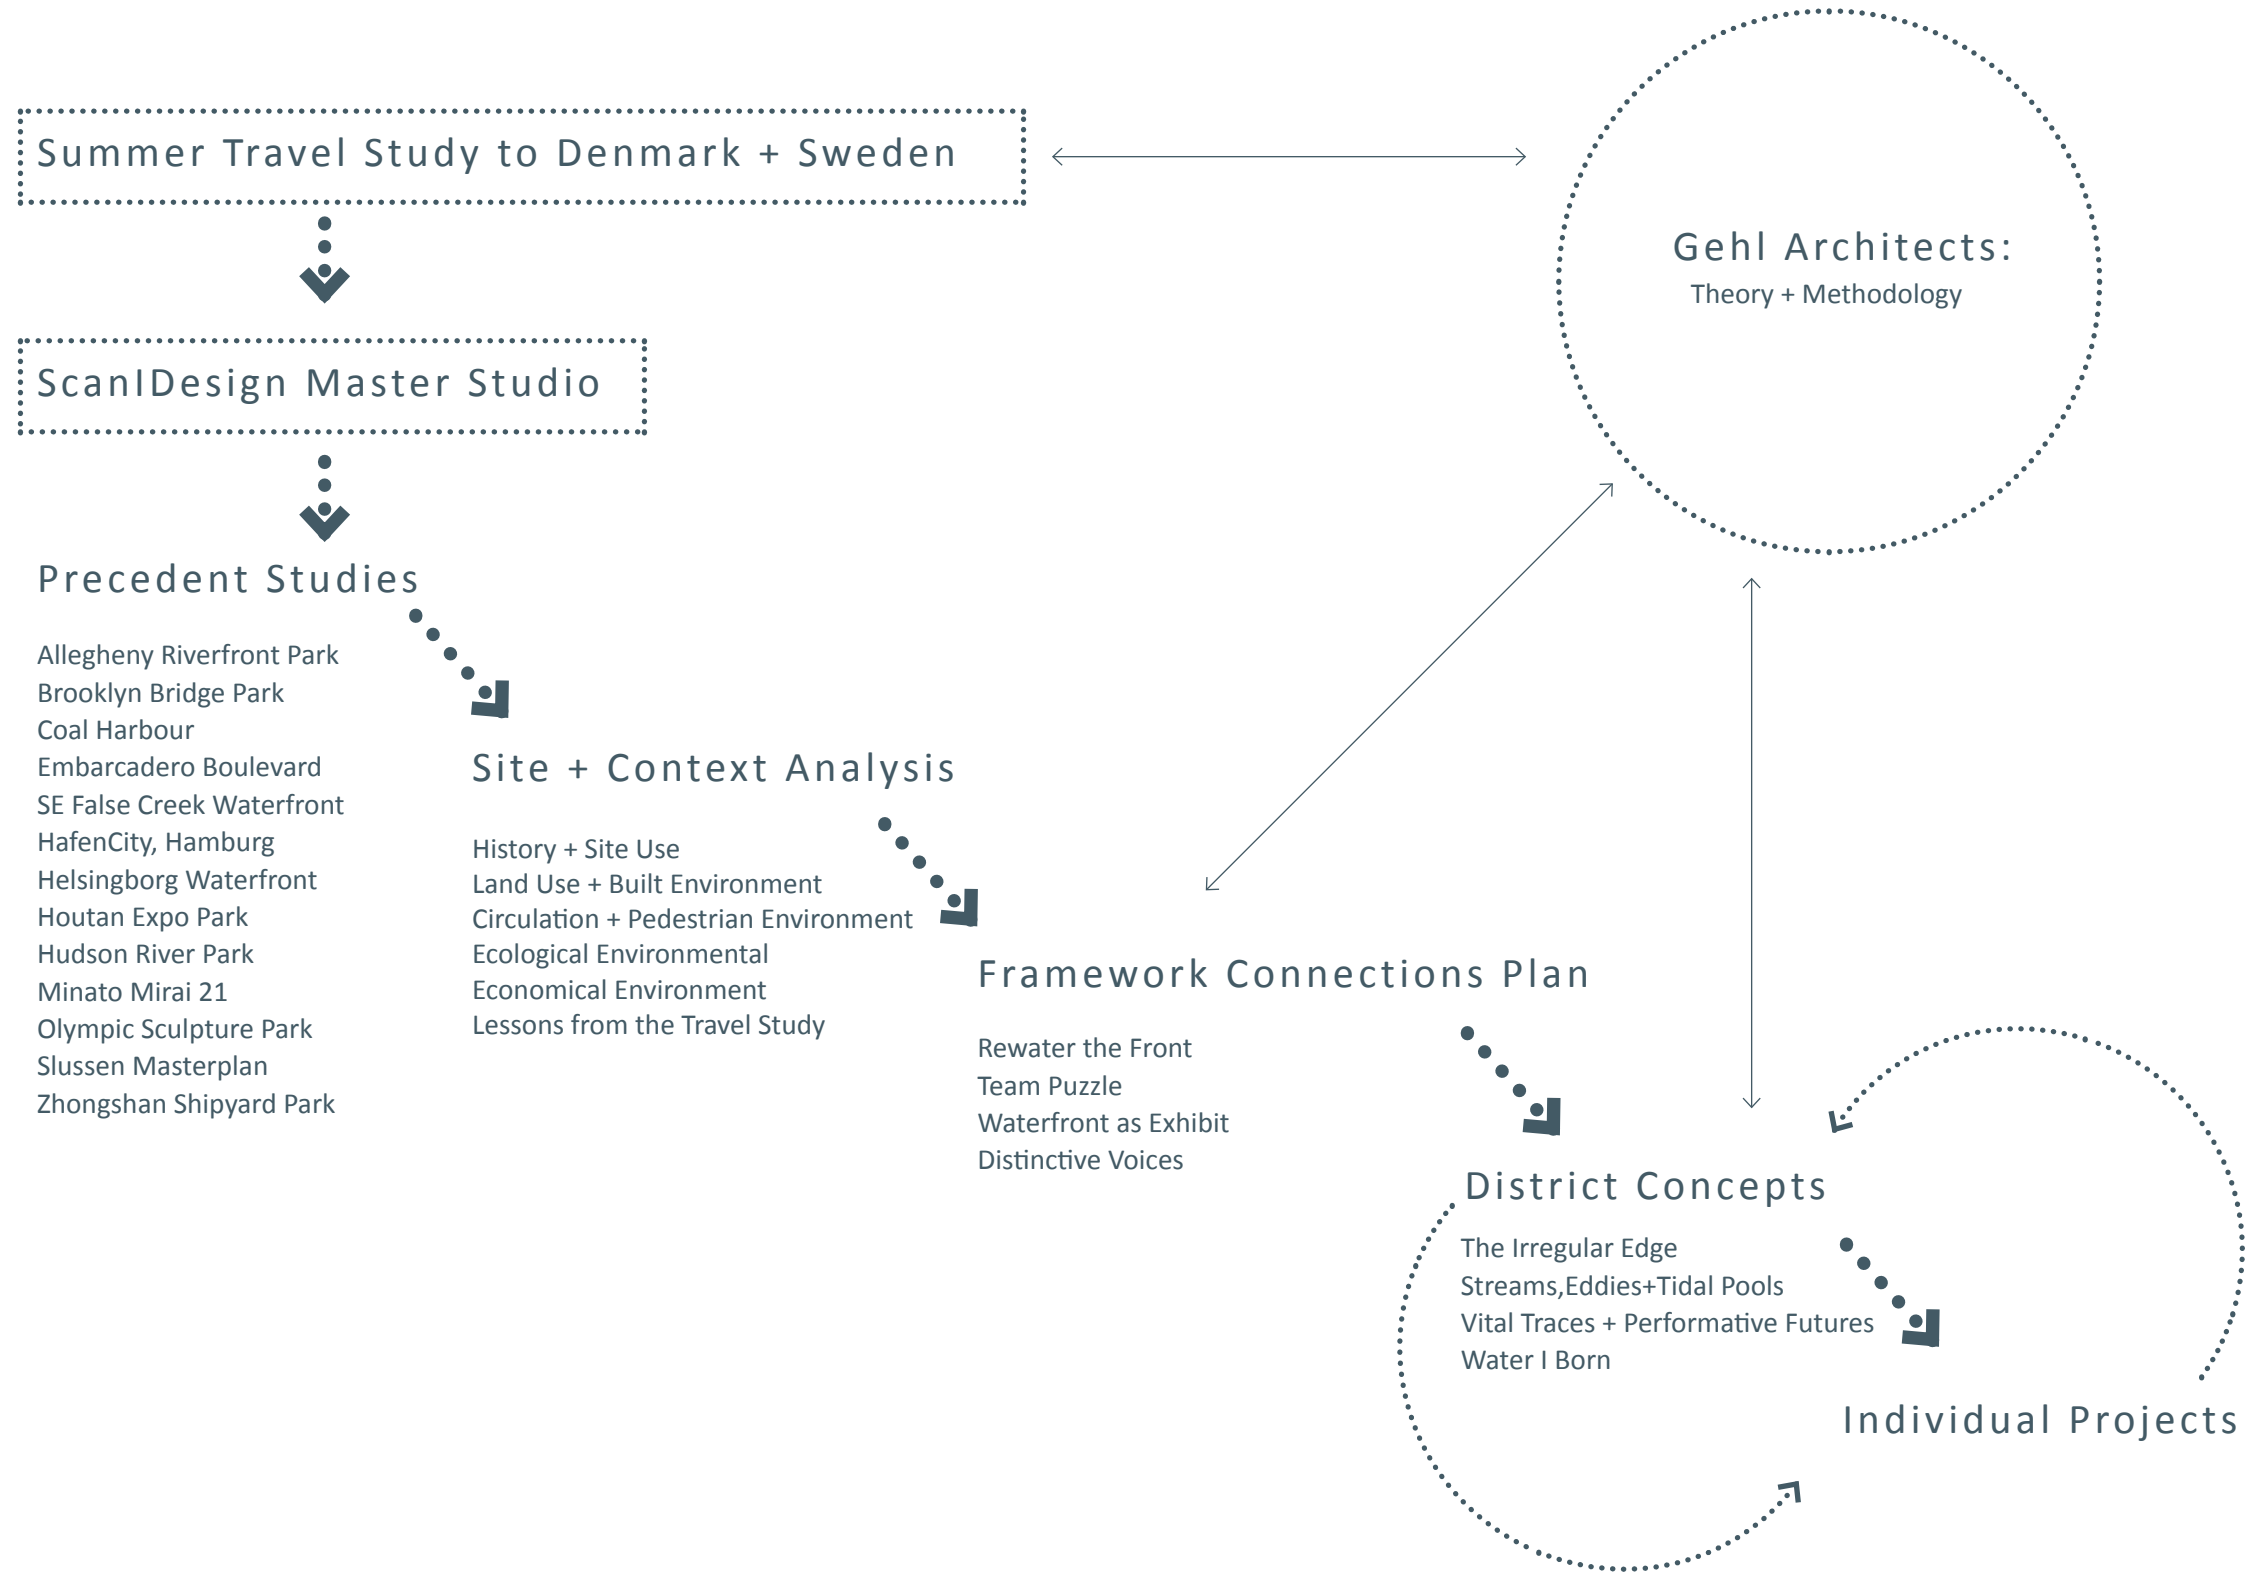 Summer Travel Study to Denmark + Sweden
Gehl Architects:
Theory + Methodology
ScanIDesign Master Studio
Precedent Studies
Allegheny Riverfront Park
Brooklyn Bridge Park
Coal Harbour
Embarcadero Boulevard
SE False Creek Waterfront
HafenCity, Hamburg
Helsingborg Waterfront
Houtan Expo Park
Hudson River Park
Minato Mirai 21
Olympic Sculpture Park
Slussen Masterplan
Zhongshan Shipyard Park
Site + Context Analysis
History + Site Use
Land Use + Built Environment
Circulation + Pedestrian Environment
Ecological Environmental
Economical Environment
Lessons from the Travel Study
Framework Connections Plan
Rewater the Front
Team Puzzle
Waterfront as Exhibit
Distinctive Voices
District Concepts
The Irregular Edge
Streams,Eddies+Tidal Pools
Vital Traces + Performative Futures
Water I Born
Individual Projects